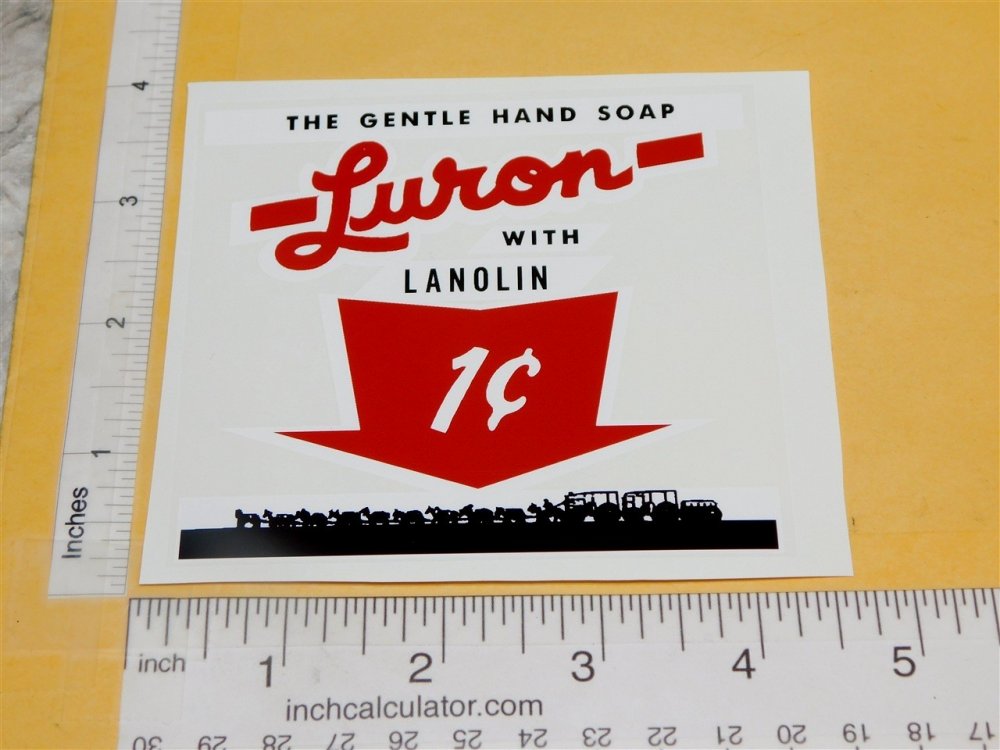 THE GENTLE HAND SOAP
Luron
WITH
LANOLIN
1¢
4
3
2
1
Inches
inch 1 2 3 4 5
inchcalculator.com
30 29 28 27 26 25 24 23 22 21 20 19 18 17